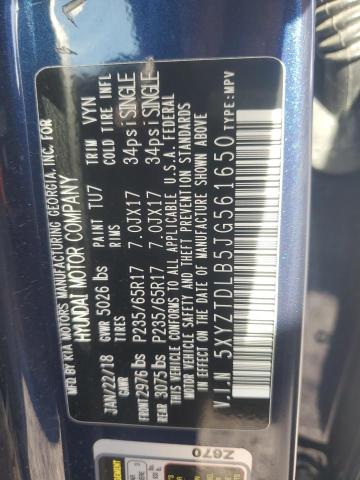 MFD. BY KIA MOTORS MANUFACTURING GEORGIA, INC. FOR
HYUNDAI MOTOR COMPANY
JAN/22/18 GVWR 5026 lbs PAINT TU7 TRIM VYN
GAWR TIRES RIMS COLD TIRE INFL
FRONT 2976 lbs P235/65R17 7.0JX17 34psi SINGLE
REAR 3075 lbs P235/65R17 7.0JX17 34psi SINGLE
THIS VEHICLE CONFORMS TO ALL APPLICABLE U.S.A. FEDERAL
MOTOR VEHICLE SAFETY AND THEFT PREVENTION STANDARDS
IN EFFECT ON THE DATE OF MANUFACTURE SHOWN ABOVE.
V.I.N 5XYZTDLB5JG561650
TYPE:MPV
Z670